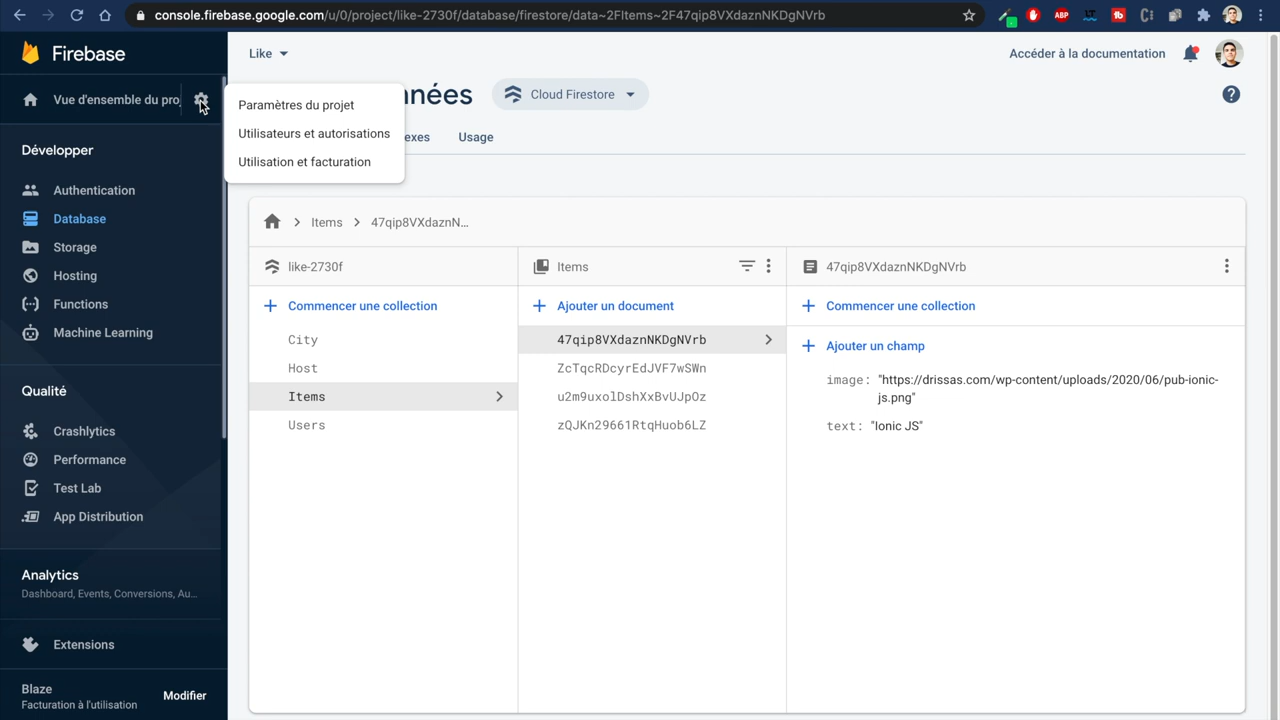 console.firebase.google.com/u/0/project/like-2730f/database/firestore/data~2FItems~2F47qip8VXdaznNKDgNVrb
ABP
Firebase
Like
Accéder à la documentation
Vue d'ensemble du proj
Paramètres du projet
Utilisateurs et autorisations
Utilisation et facturation
nnées
Cloud Firestore
exes
Usage
Développer
Authentication
Database
Storage
Hosting
Functions
Machine Learning
Qualité
Crashlytics
Performance
Test Lab
App Distribution
Analytics
Dashboard, Events, Conversions, Au...
Extensions
Blaze
Facturation à l'utilisation
Modifier
Items
47qip8VXdaznN...
like-2730f
Commencer une collection
City
Host
Items
Users
Items
Ajouter un document
47qip8VXdaznNKDgNVrb
ZcTqcRDcyrEdJVF7wSWn
u2m9uxolDshXxBvUJpOz
zQJKn29661RtqHuob6LZ
47qip8VXdaznNKDgNVrb
Commencer une collection
Ajouter un champ
image: "https://drissas.com/wp-content/uploads/2020/06/pub-ionic-
js.png"
text: "Ionic JS"